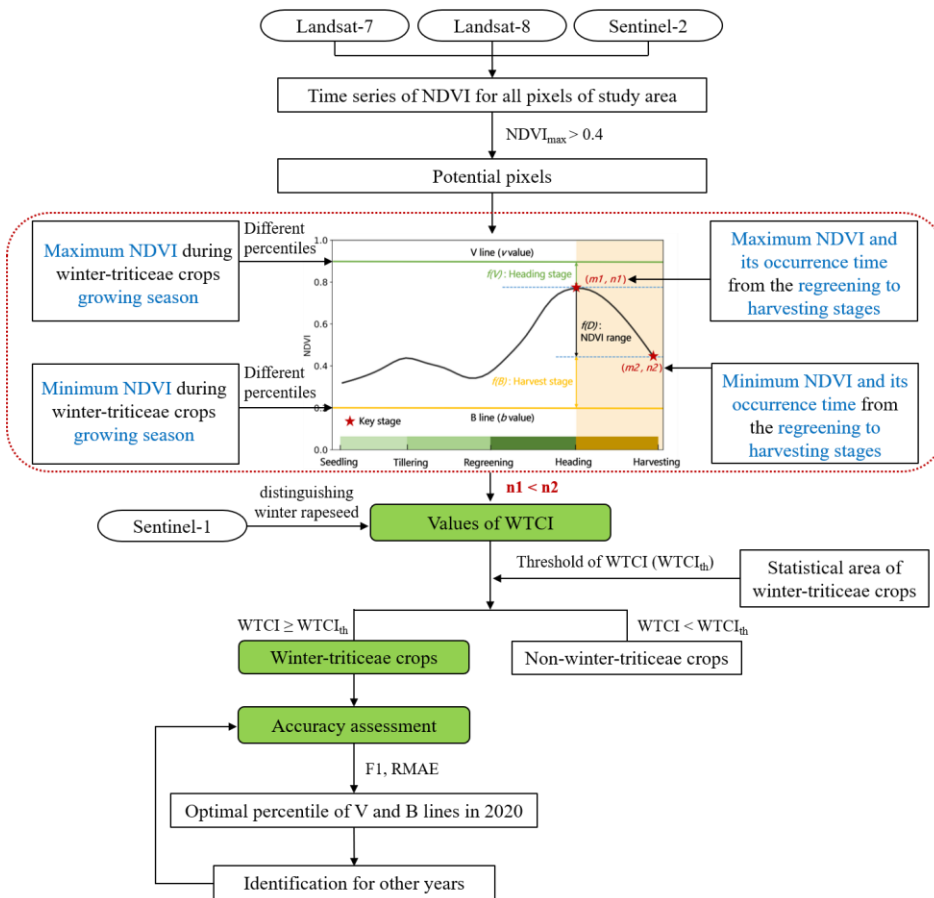 Landsat-7
Landsat-8
Sentinel-2
Time series of NDVI for all pixels of study area
NDVImax > 0.4
Potential pixels
Maximum NDVI during
winter-triticeae crops
growing season
Different
percentiles
Minimum NDVI during
winter-triticeae crops
growing season
Different
percentiles
1.0
0.8
0.6
0.4
0.2
0.0
NDVI
V line (v value)
f(V): Heading stage
(m1, n1)
f(D):
NDVI range
f(B): Harvest stage
(m2, n2)
B line (b value)
Key stage
Seedling
Tillering
Regreening
Heading
Harvesting
Maximum NDVI and
its occurrence time
from the regreening to
harvesting stages
Minimum NDVI and its
occurrence time from
the regreening to
harvesting stages
n1 < n2
distinguishing
winter rapeseed
Sentinel-1
Values of WTCI
Threshold of WTCI (WTCIth)
Statistical area of
winter-triticeae crops
WTCI ≥ WTCIth
WTCI < WTCIth
Winter-triticeae crops
Non-winter-triticeae crops
Accuracy assessment
F1, RMAE
Optimal percentile of V and B lines in 2020
Identification for other years